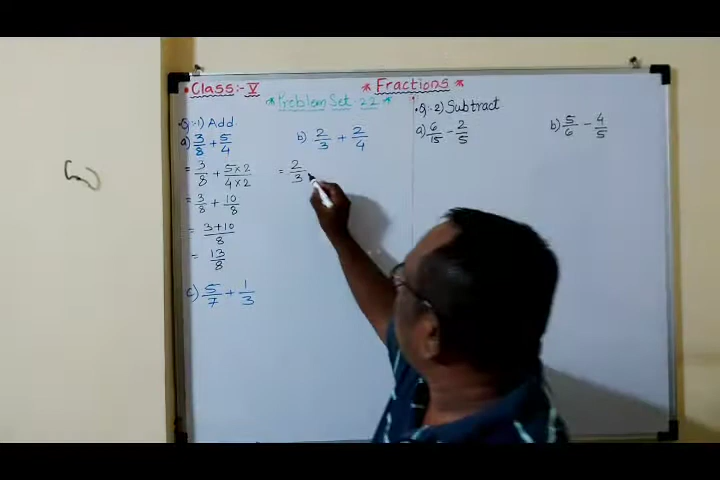 Class:- V
* Fractions *
* Problem Set 22 *
Q:-1) Add
a) 3/8 + 5/4
= 3/8 + 5×2/4×2
= 3/8 + 10/8
= 3+10/8
= 13/8
b) 2/3 + 2/4
= 2/3
c) 5/7 + 1/3
Q:-2) Subtract
a) 6/15 - 2/5
b) 5/6 - 4/5